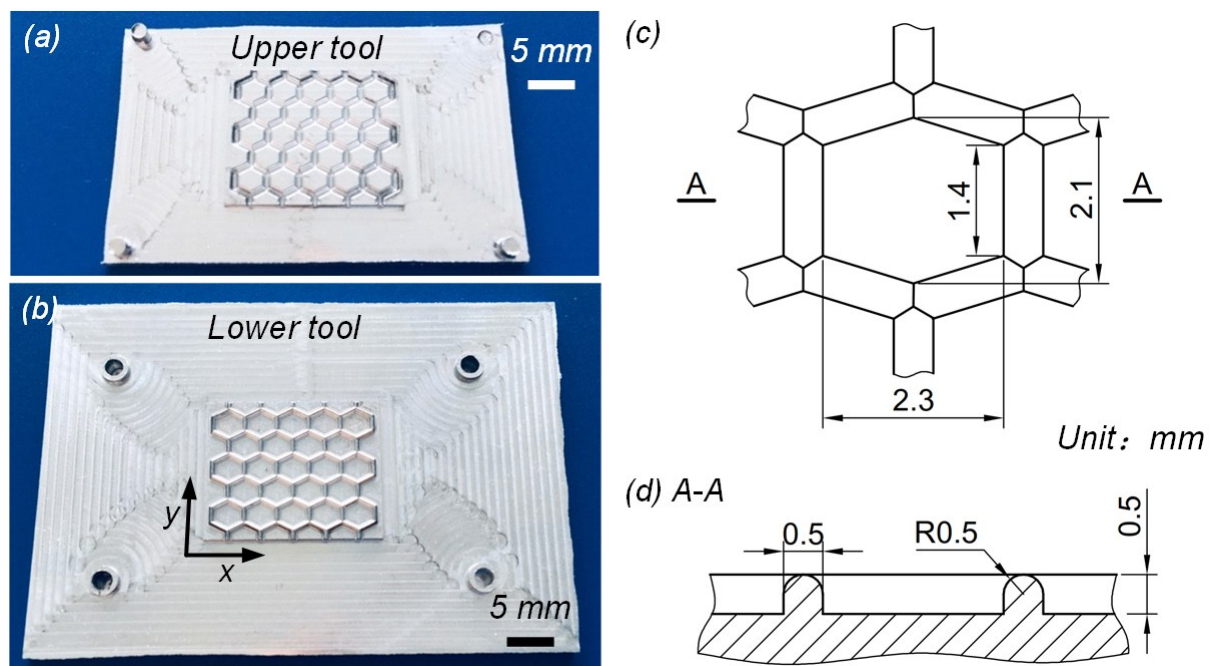 (a)
Upper tool
5 mm
(b)
Lower tool
y
x
5 mm
(c)
A
A
1.4
2.1
2.3
Unit： mm
(d) A-A
0.5
R0.5
0.5